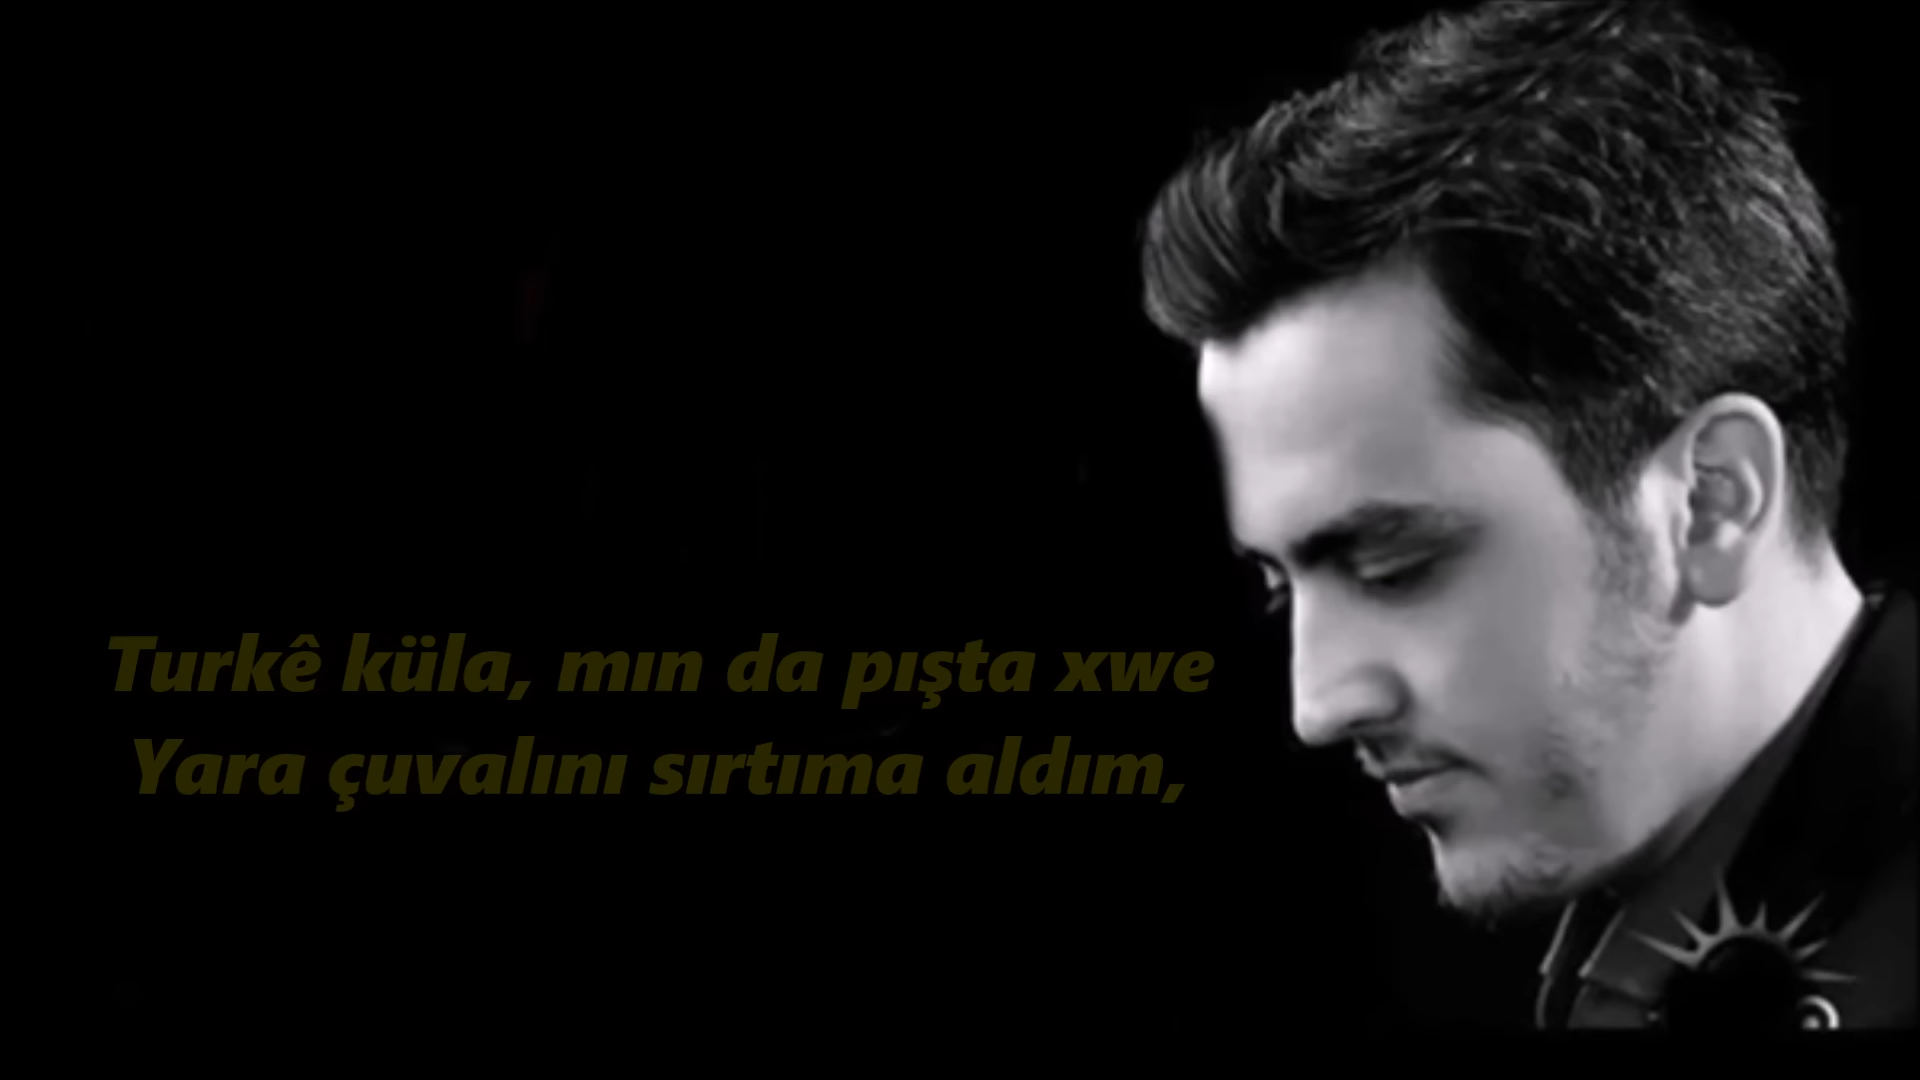 Turkê küla, mın da pışta xwe
Yara çuvalını sırtıma aldım,